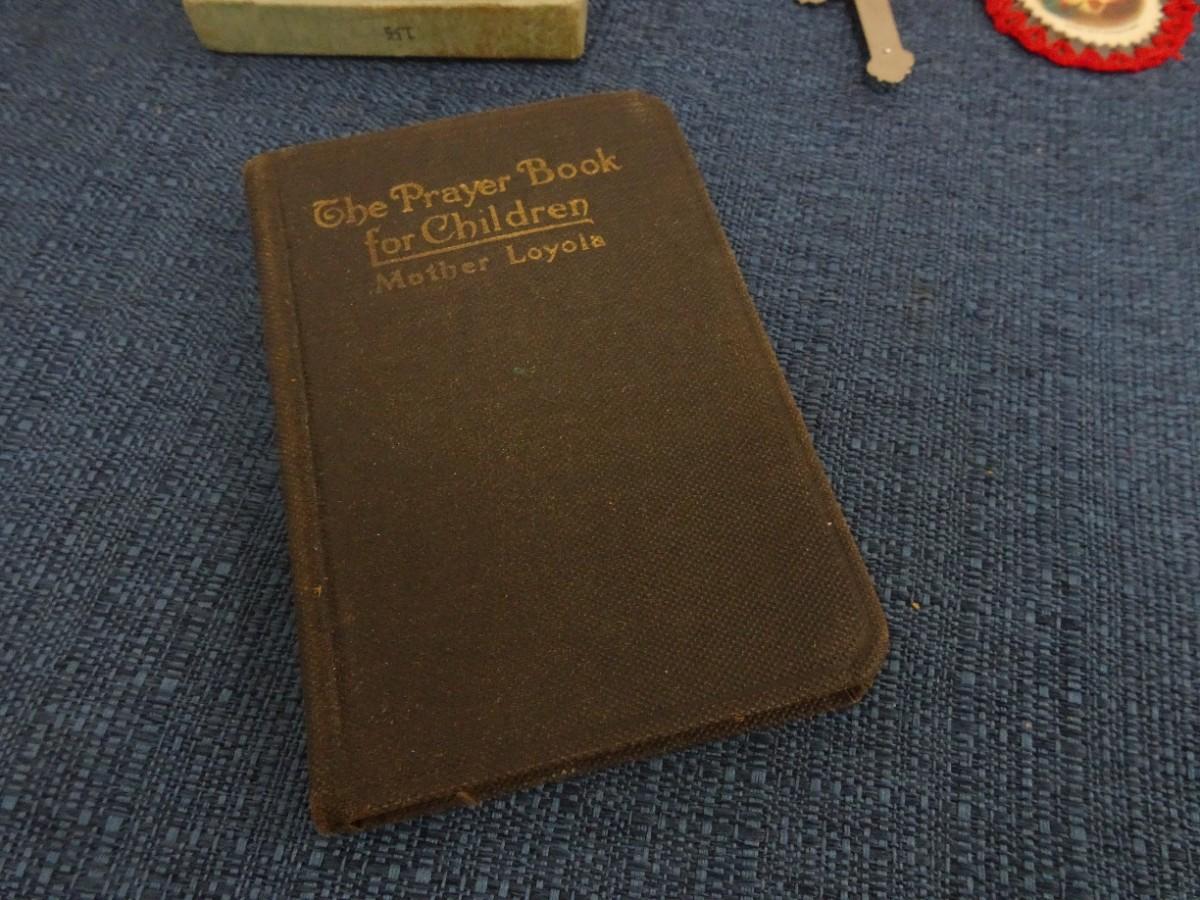 The Prayer Book
for Children
Mother Loyola